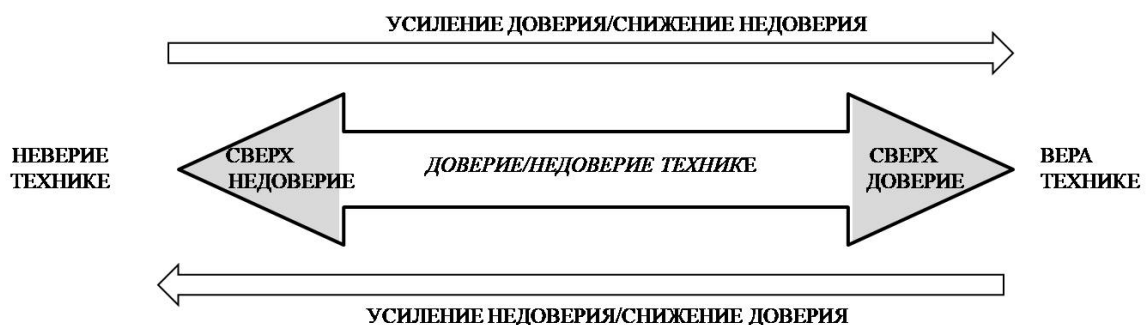 УСИЛЕНИЕ ДОВЕРИЯ/СНИЖЕНИЕ НЕДОВЕРИЯ
НЕВЕРИЕ
ТЕХНИКЕ
СВЕРХ
НЕДОВЕРИЕ
ДОВЕРИЕ/НЕДОВЕРИЕ ТЕХНИКЕ
СВЕРХ
ДОВЕРИЕ
ВЕРА
ТЕХНИКЕ
УСИЛЕНИЕ НЕДОВЕРИЯ/СНИЖЕНИЕ ДОВЕРИЯ